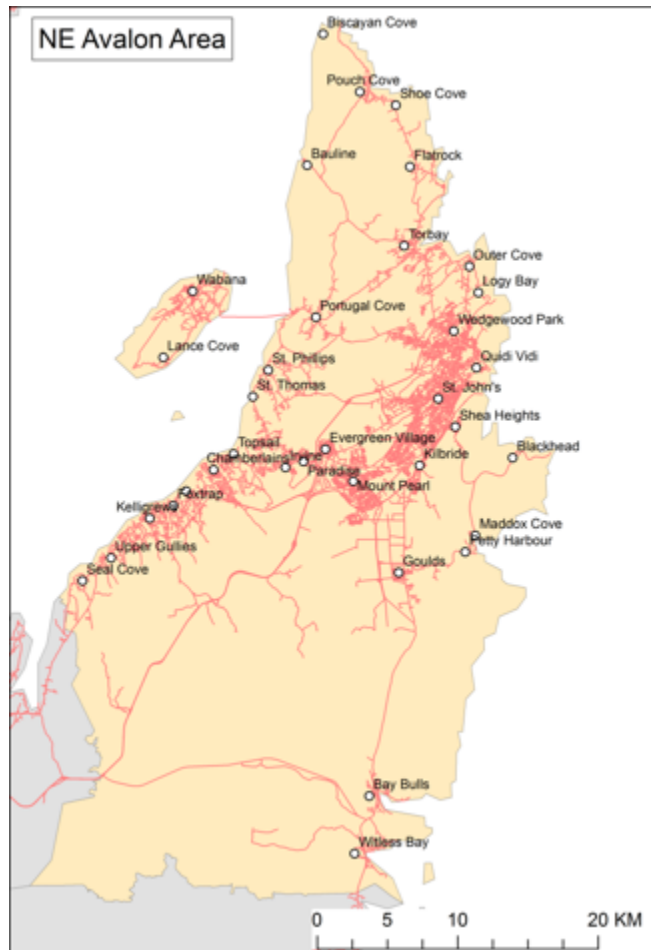 NE Avalon Area
Biscayan Cove
Pouch Cove
Shoe Cove
Bauline
Flatrock
Torbay
Outer Cove
Wabana
Logy Bay
Portugal Cove
Wedgewood Park
Lance Cove
St. Phillips
Quidi Vidi
St. Thomas
St. John's
Shea Heights
Topsail
Evergreen Village
Blackhead
Chamberlains
Irvine
Paradise
Kilbride
Mount Pearl
Foxtrap
Kelligrews
Maddox Cove
Petty Harbour
Upper Gullies
Goulds
Seal Cove
Bay Bulls
Witless Bay
0 5 10 20 KM